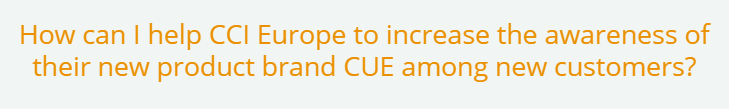 How can I help CCI Europe to increase the awareness of
their new product brand CUE among new customers?